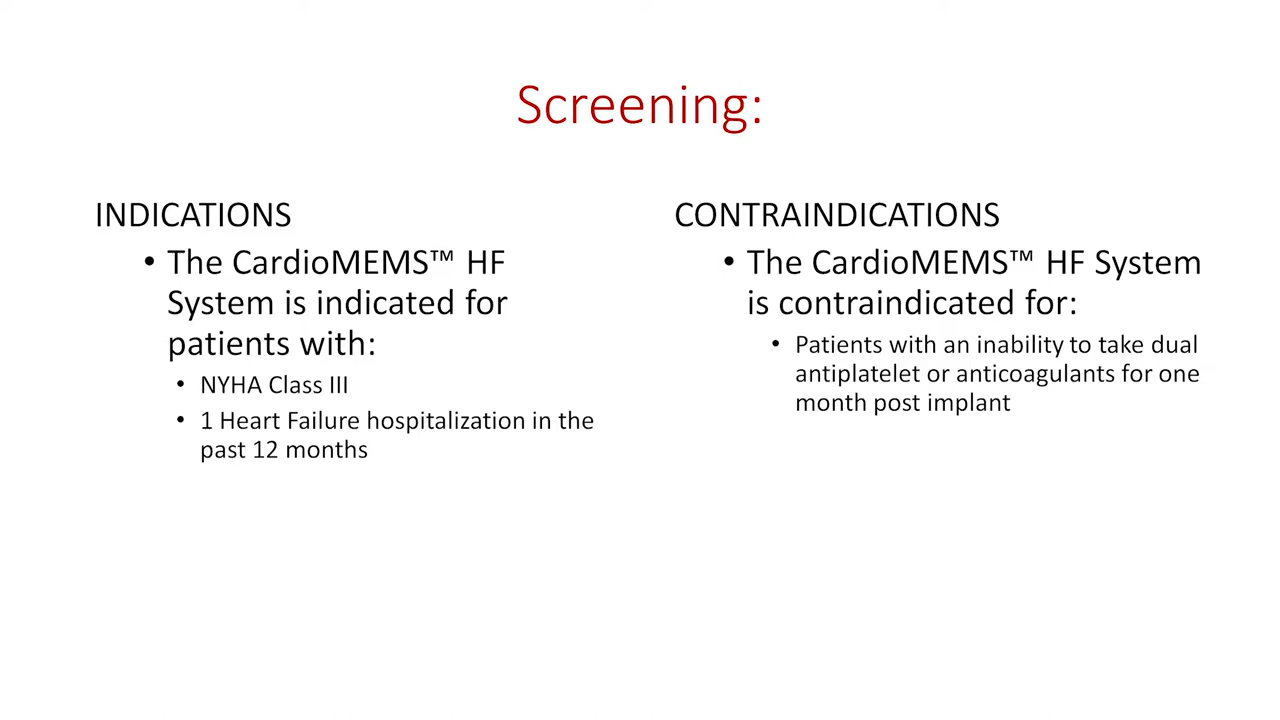 Screening:
INDICATIONS
• The CardioMEMS™ HF
System is indicated for
patients with:
• NYHA Class III
• 1 Heart Failure hospitalization in the
past 12 months
CONTRAINDICATIONS
• The CardioMEMS™ HF System
is contraindicated for:
• Patients with an inability to take dual
antiplatelet or anticoagulants for one
month post implant